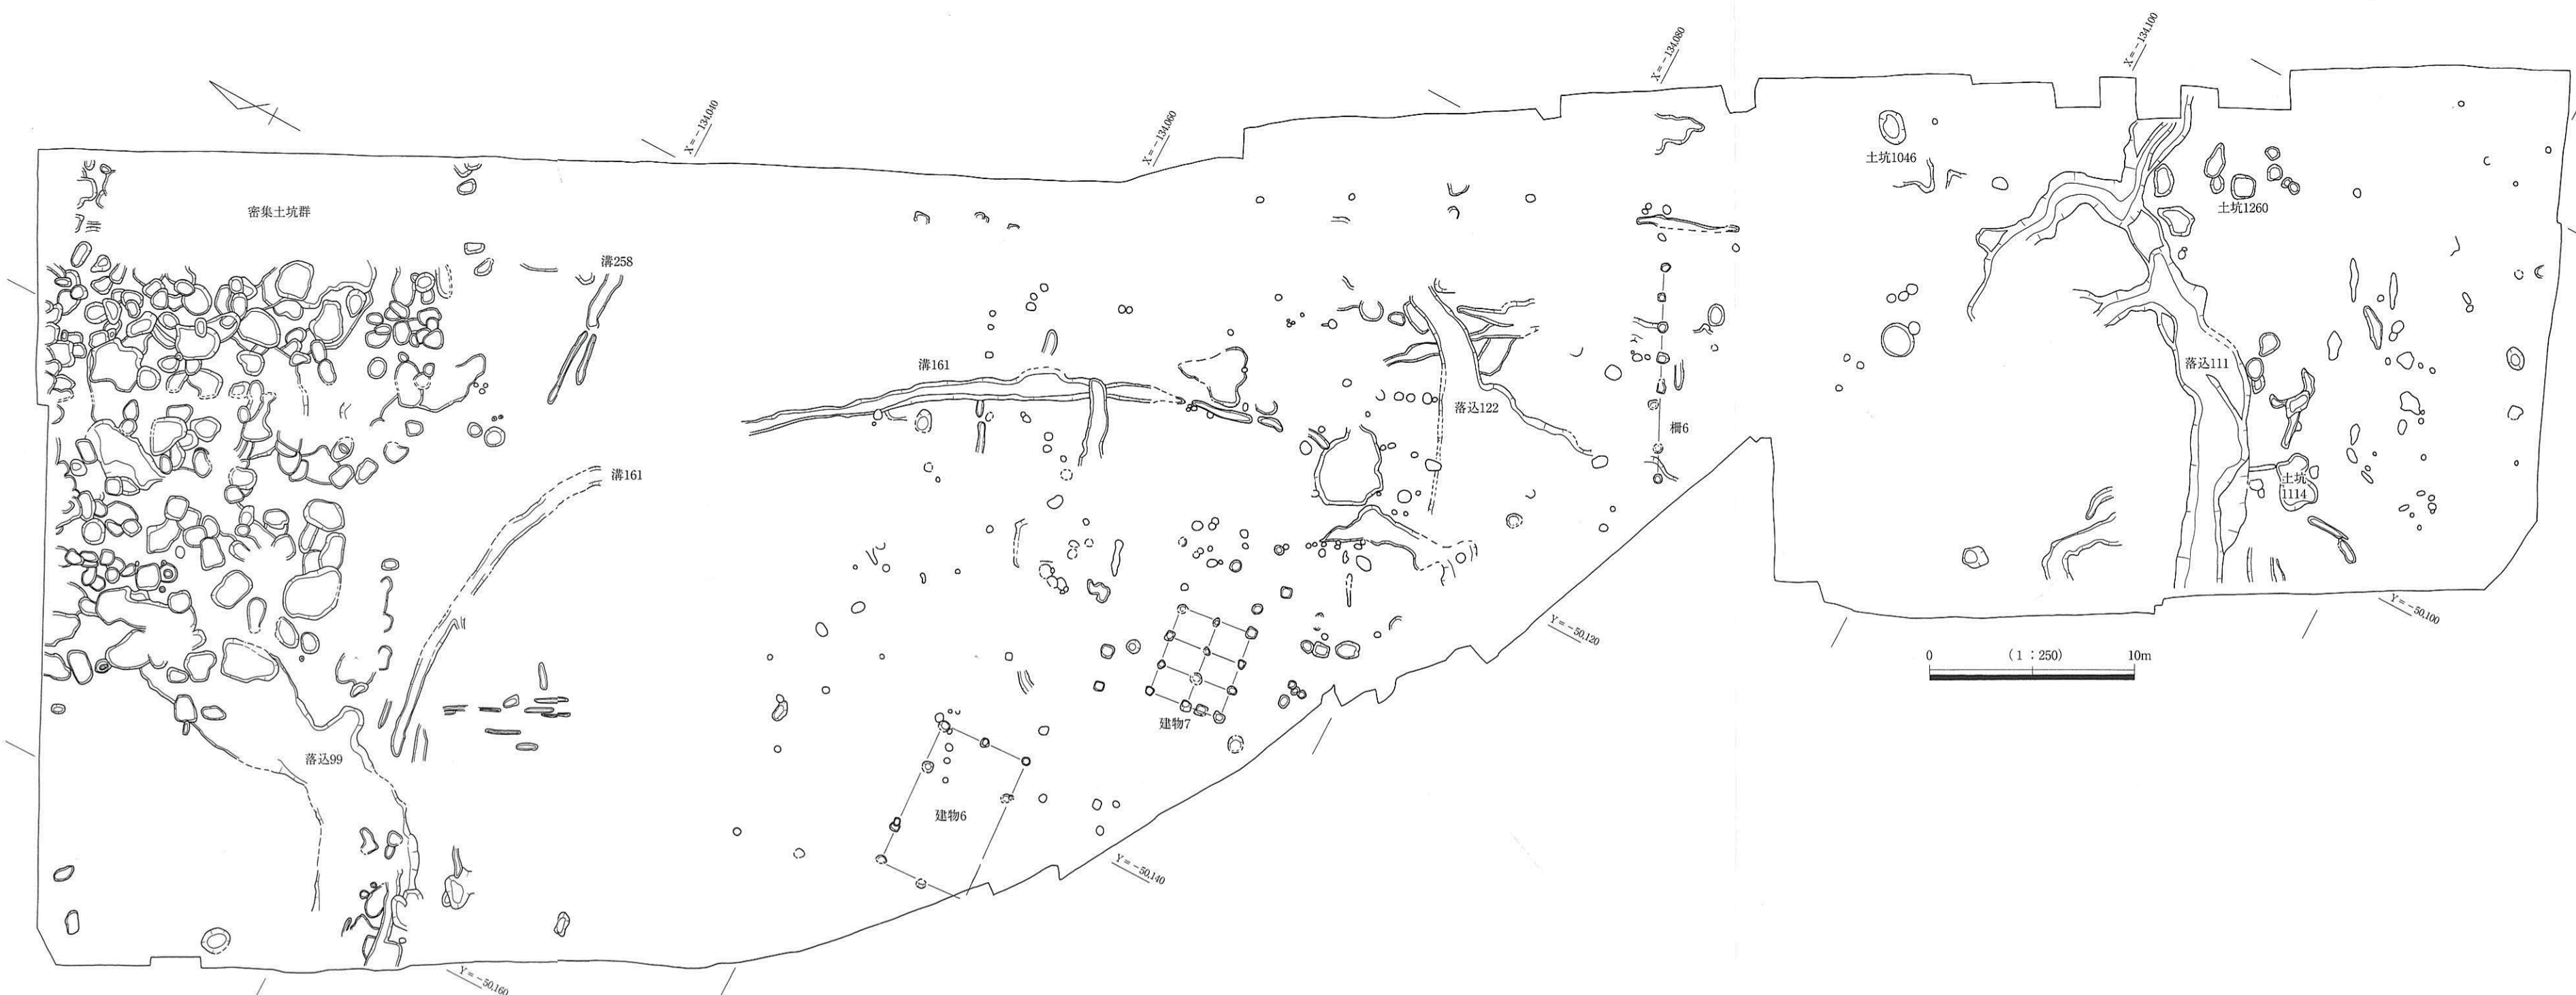 X=-134,100
X=-134,080
X=-134,040
X=-134,060
土坑1046
密集土坑群
土坑1260
溝258
溝161
落込111
落込122
柵6
溝161
土坑
1114
Y=-50,100
Y=-50,120
0 (1:250) 10m
建物7
落込99
建物6
Y=-50,140
Y=-50,160